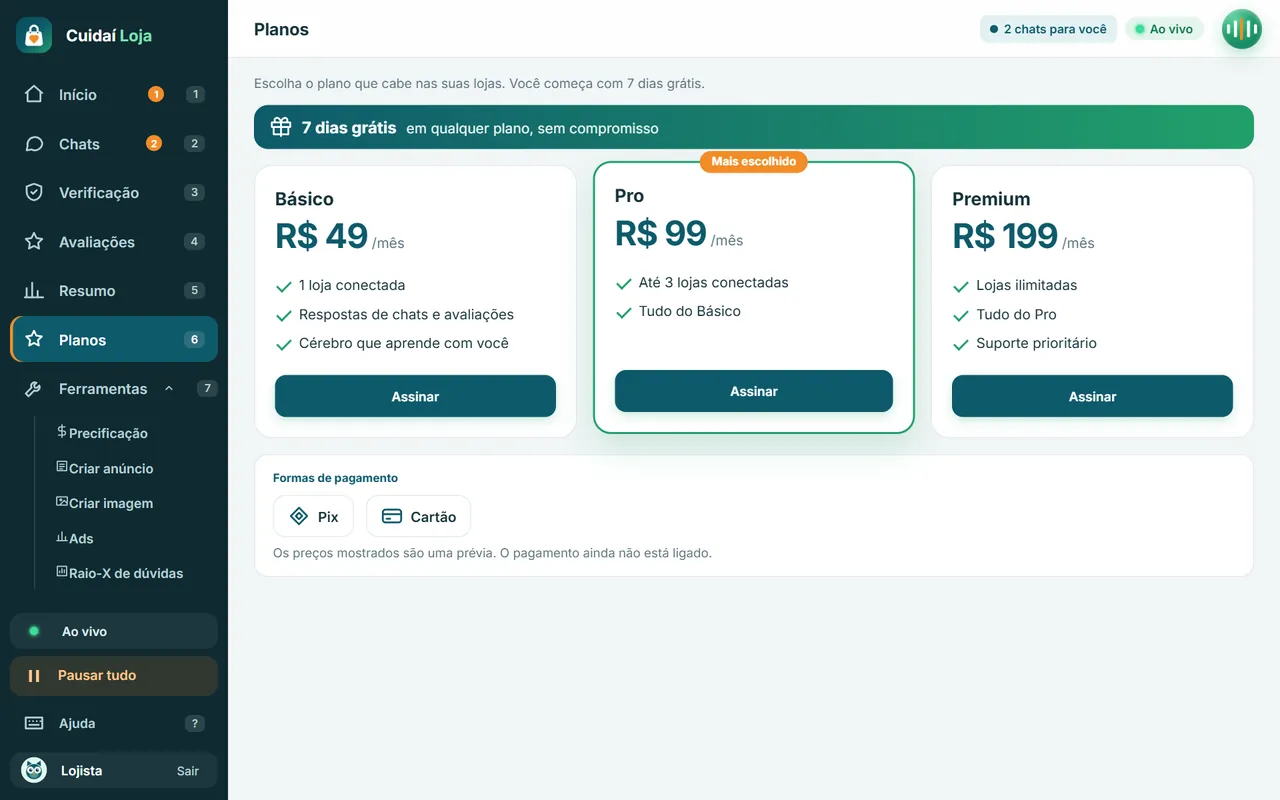 Cuidaí Loja
Início 1 1
Chats 2 2
Verificação 3
Avaliações 4
Resumo 5
Planos 6
Ferramentas 7
$ Precificação
Criar anúncio
Criar imagem
Ads
Raio-X de dúvidas
Ao vivo
Pausar tudo
Ajuda ?
Lojista Sair
Planos
2 chats para você
Ao vivo
Escolha o plano que cabe nas suas lojas. Você começa com 7 dias grátis.
7 dias grátis em qualquer plano, sem compromisso
Básico
R$ 49 /mês
1 loja conectada
Respostas de chats e avaliações
Cérebro que aprende com você
Assinar
Mais escolhido
Pro
R$ 99 /mês
Até 3 lojas conectadas
Tudo do Básico
Assinar
Premium
R$ 199 /mês
Lojas ilimitadas
Tudo do Pro
Suporte prioritário
Assinar
Formas de pagamento
Pix
Cartão
Os preços mostrados são uma prévia. O pagamento ainda não está ligado.